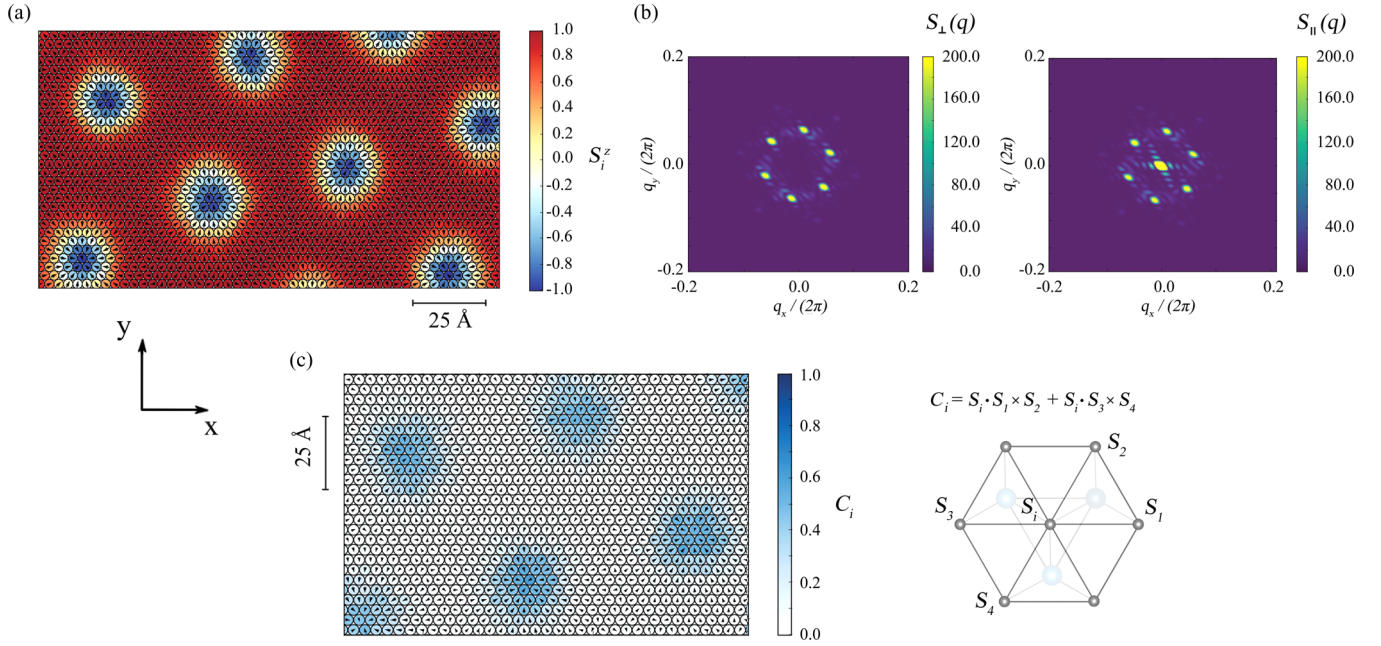 (a)
1.0
0.8
0.6
0.4
0.2
0.0
-0.2
-0.4
-0.6
-0.8
-1.0
S_i^z
25 Å
y
x
(b)
S⊥(q)
0.2
0.0
-0.2
q_y / (2π)
-0.2
0.0
0.2
q_x / (2π)
200.0
160.0
120.0
80.0
40.0
0.0
S∥(q)
0.2
0.0
-0.2
q_y / (2π)
-0.2
0.0
0.2
q_x / (2π)
200.0
160.0
120.0
80.0
40.0
0.0
(c)
25 Å
1.0
0.8
0.6
0.4
0.2
0.0
C_i
C_i = S_i · S_1 × S_2 + S_i · S_3 × S_4
S_2
S_3
S_i
S_1
S_4